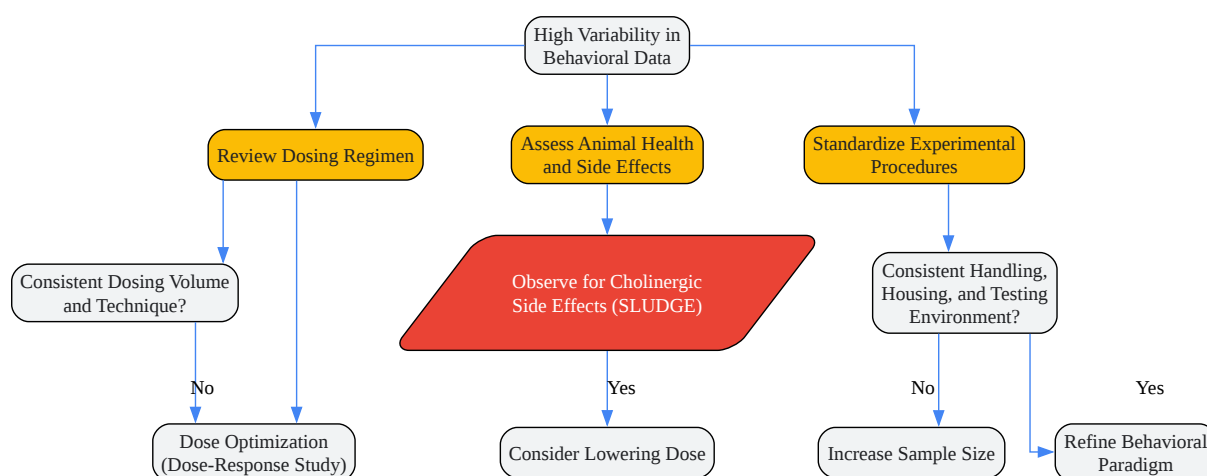 High Variability in
Behavioral Data
Review Dosing Regimen
Assess Animal Health
and Side Effects
Standardize Experimental
Procedures
Consistent Dosing Volume
and Technique?
Observe for Cholinergic
Side Effects (SLUDGE)
Consistent Handling,
Housing, and Testing
Environment?
No
Yes
No
Yes
Dose Optimization
(Dose-Response Study)
Consider Lowering Dose
Increase Sample Size
Refine Behavioral
Paradigm